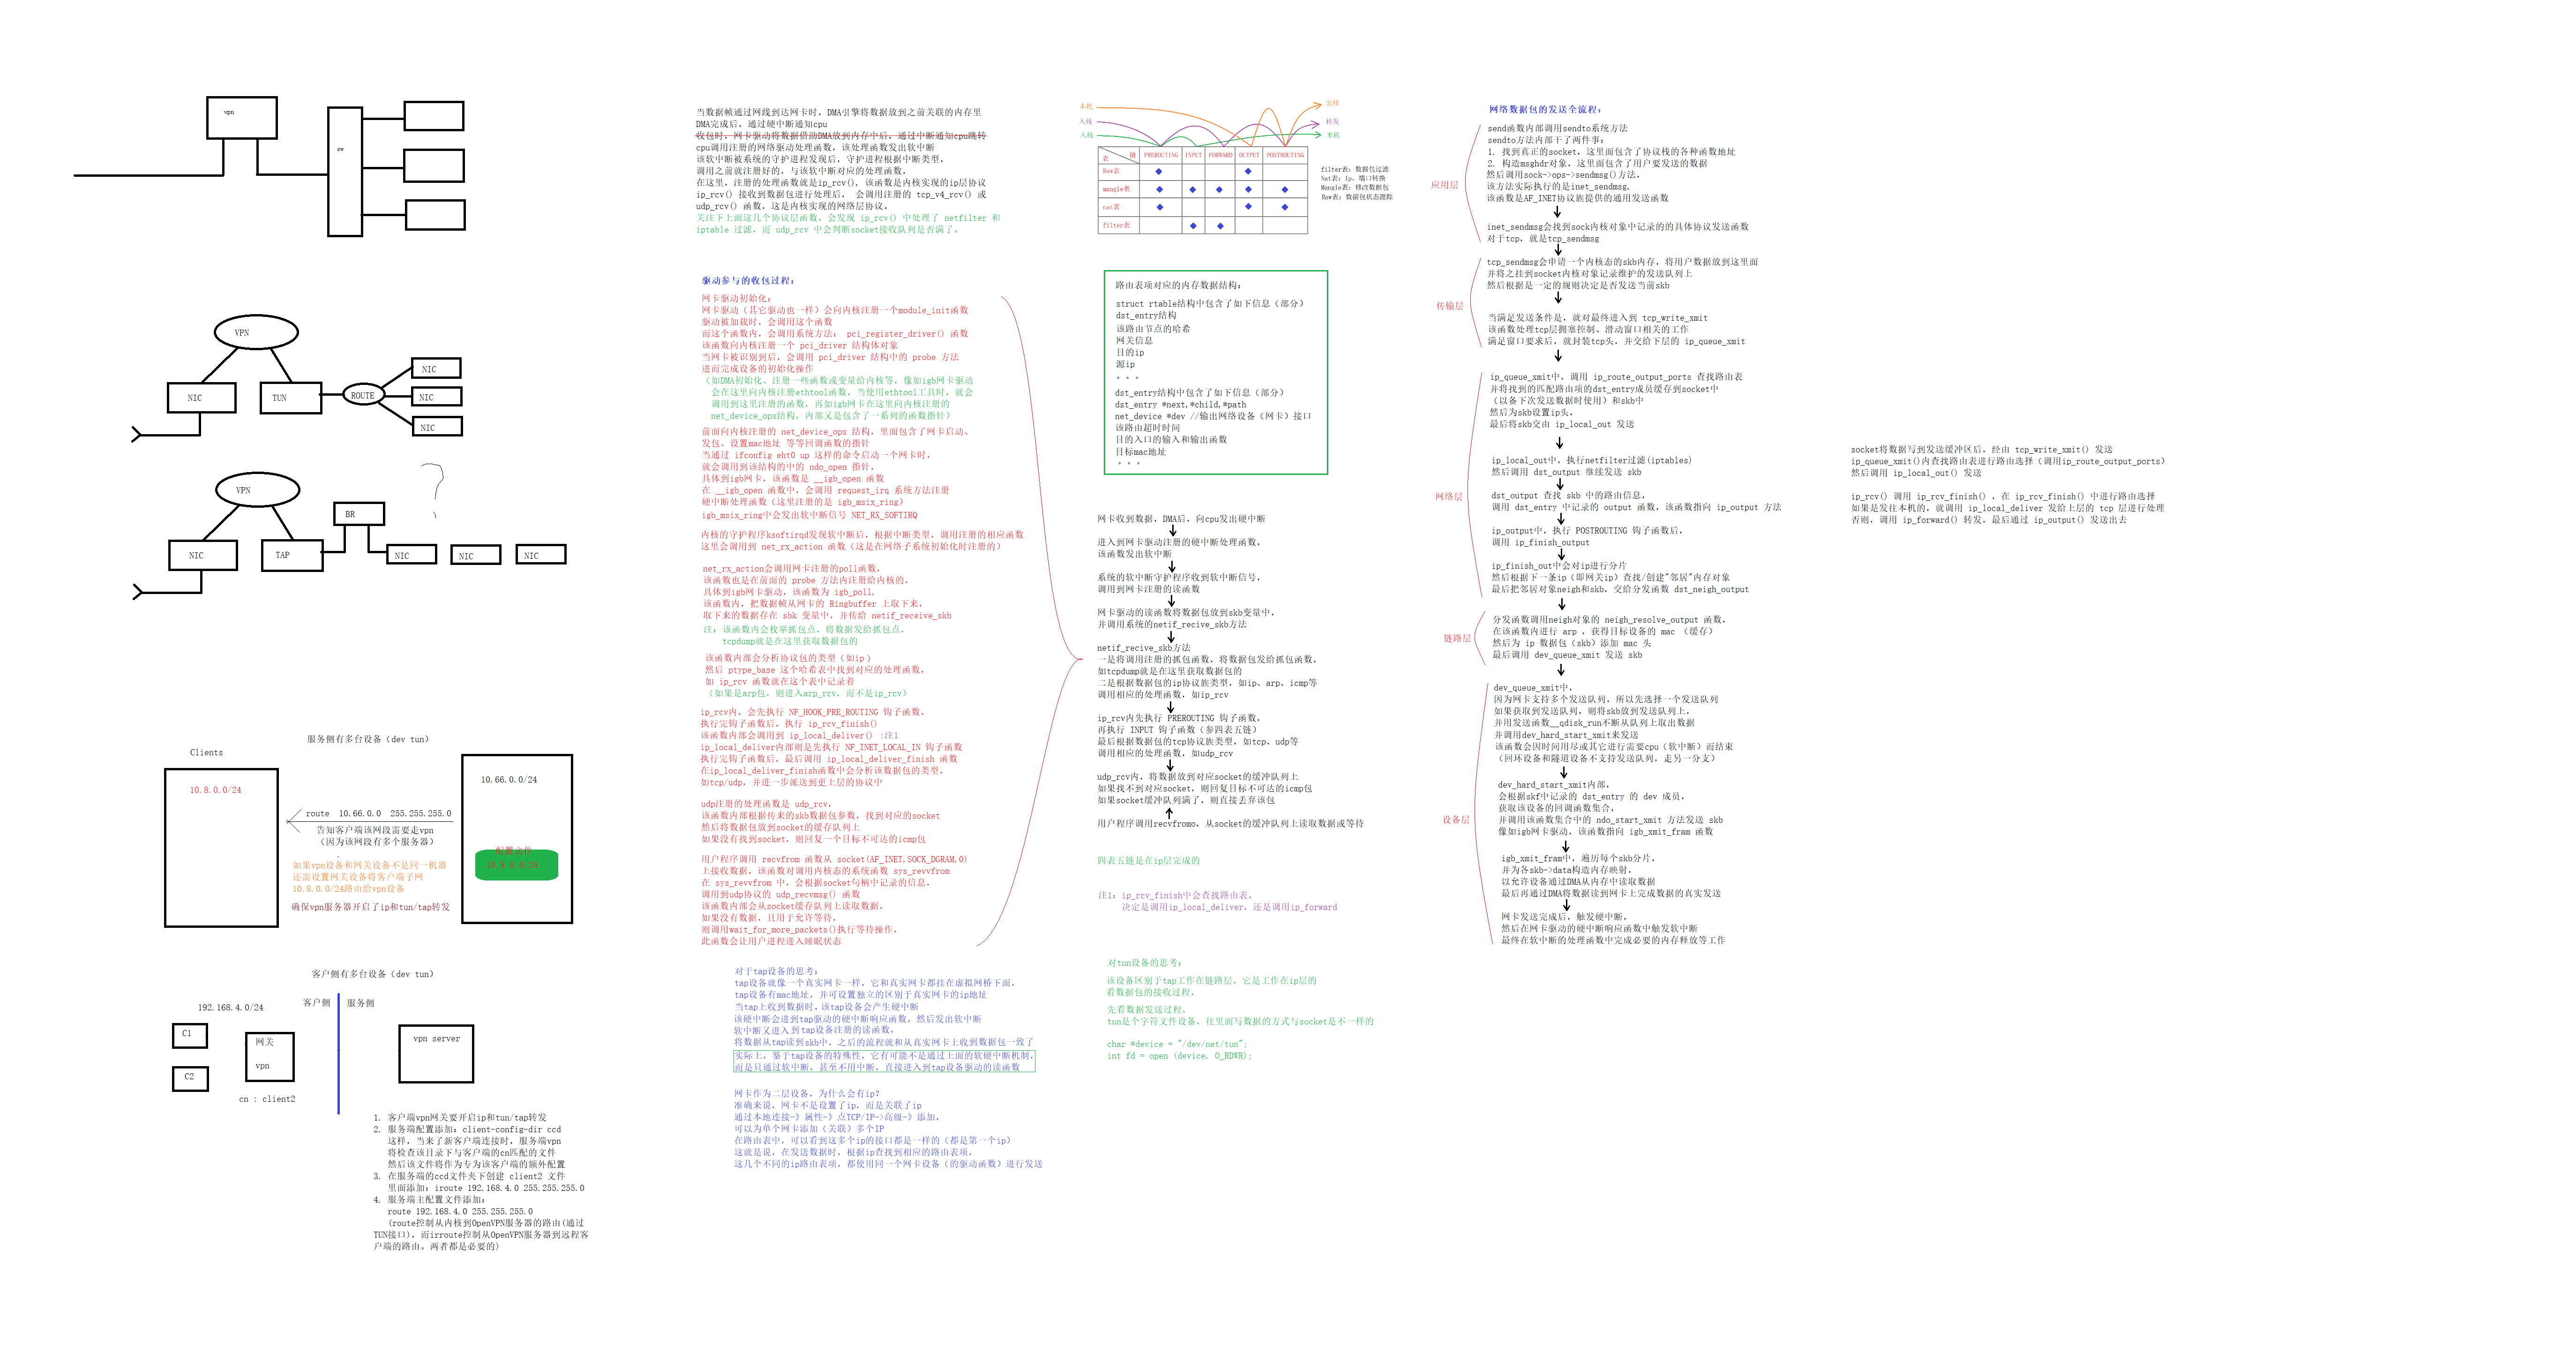 vpn
sw
VPN
NIC
TUN
ROUTE
NIC
NIC
NIC
VPN
NIC
TAP
BR
NIC
NIC
NIC
服务侧有多台设备（dev tun）
Clients
10.8.0.0/24
10.66.0.0/24
route 10.66.0.0 255.255.255.0
告知客户端该网段需要走vpn
（因为该网段有多个服务器）
如果vpn设备和网关设备不是同一机器
还需设置网关设备将客户端子网
10.8.0.0/24路由给vpn设备
确保vpn服务器开启了ip和tun/tap转发
配置文件
10.8.0.0/24
客户侧有多台设备（dev tun）
客户侧
服务侧
192.168.4.0/24
C1
C2
网关
vpn
cn : client2
vpn server
1. 客户端vpn网关要开启ip和tun/tap转发
2. 服务端配置添加：client-config-dir ccd
这样，当来了新客户端连接时，服务端vpn
将检查该目录下与客户端的cn匹配的文件
然后该文件将作为专为该客户端的额外配置
3. 在服务端的ccd文件夹下创建 client2 文件
里面添加：iroute 192.168.4.0 255.255.255.0
4. 服务端主配置文件添加：
route 192.168.4.0 255.255.255.0
(route控制从内核到OpenVPN服务器的路由(通过
TUN接口)，而irroute控制从OpenVPN服务器到远程客
户端的路由。两者都是必要的)
当数据帧通过网线到达网卡时，DMA引擎将数据放到之前关联的内存里
DMA完成后，通过硬中断通知cpu
收包时，网卡驱动将数据借助DMA放到内存中后，通过中断通知cpu跳转
cpu调用注册的网络驱动处理函数，该处理函数发出软中断
该软中断被系统的守护进程发现后，守护进程根据中断类型，
调用之前就注册好的，与该软中断对应的处理函数，
在这里，注册的处理函数就是ip_rcv()，该函数是内核实现的ip层协议
ip_rcv() 接收到数据包进行处理后， 会调用注册的 tcp_v4_rcv() 或
udp_rcv() 函数，这是内核实现的网络层协议。
关注下上面这几个协议层函数，会发现 ip_rcv() 中处理了 netfilter 和
iptable 过滤，而 udp_rcv 中会判断socket接收队列是否满了。
驱动参与的收包过程：
网卡驱动初始化：
网卡驱动（其它驱动也一样）会向内核注册一个module_init函数
驱动被加载时，会调用这个函数
而这个函数内，会调用系统方法： pci_register_driver() 函数
该函数向内核注册一个 pci_driver 结构体对象
当网卡被识别到后，会调用 pci_driver 结构中的 probe 方法
进而完成设备的初始化操作
（如DMA初始化、注册一些函数或变量给内核等，像如igb网卡驱动
会在这里向内核注册ethtool函数，当使用ethtool工具时，就会
调用到这里注册的函数，再如igb网卡在这里向内核注册的
net_device_ops结构，内部又是包含了一系列的函数指针）
前面向内核注册的 net_device_ops 结构，里面包含了网卡启动、
发包、设置mac地址 等等回调函数的指针
当通过 ifconfig eht0 up 这样的命令启动一个网卡时，
就会调用到该结构的中的 ndo_open 指针，
具体到igb网卡，该函数是 __igb_open 函数
在 __igb_open 函数中，会调用 request_irq 系统方法注册
硬中断处理函数（这里注册的是 igb_msix_ring）
igb_msix_ring中会发出软中断信号 NET_RX_SOFTIRQ
内核的守护程序ksoftirqd发现软中断后，根据中断类型，调用注册的相应函数
这里会调用到 net_rx_action 函数（这是在网络子系统初始化时注册的）
net_rx_action会调用网卡注册的poll函数，
该函数也是在前面的 probe 方法内注册给内核的，
具体到igb网卡驱动，该函数为 igb_poll，
该函数内，把数据帧从网卡的 Ringbuffer 上取下来，
取下来的数据存在 sbk 变量中，并传给 netif_receive_skb
注：该函数内会枚举抓包点，将数据发给抓包点，
tcpdump就是在这里获取数据包的
该函数内部会分析协议包的类型（如ip）
然后 ptype_base 这个哈希表中找到对应的处理函数，
如 ip_rcv 函数就在这个表中记录着
（如果是arp包，则进入arp_rcv，而不是ip_rcv）
ip_rcv内，会先执行 NF_HOOK_PRE_ROUTING 钩子函数，
执行完钩子函数后，执行 ip_rcv_finish()
该函数内部会调用到 ip_local_deliver() :注1
ip_local_deliver内部则是先执行 NF_INET_LOCAL_IN 钩子函数
执行完钩子函数后，最后调用 ip_local_deliver_finish 函数
在ip_local_deliver_finish函数中会分析该数据包的类型，
如tcp/udp，并进一步派送到更上层的协议中
udp注册的处理函数是 udp_rcv，
该函数内部根据传来的skb数据包参数，找到对应的socket
然后将数据包放到socket的缓存队列上
如果没有找到socket，则回复一个目标不可达的icmp包
用户程序调用 recvfrom 函数从 socket(AF_INET,SOCK_DGRAM,0)
上接收数据，该函数对调用内核态的系统函数 sys_revvfrom
在 sys_revvfrom 中，会根据socket句柄中记录的信息，
调用到udp协议的 udp_recvmsg() 函数
该函数内部会从socket缓存队列上读取数据，
如果没有数据，且用于允许等待，
则调用wait_for_more_packets()执行等待操作，
此函数会让用户进程进入睡眠状态
对于tap设备的思考：
tap设备就像一个真实网卡一样，它和真实网卡都挂在虚拟网桥下面，
tap设备有mac地址，并可设置独立的区别于真实网卡的ip地址
当tap上收到数据时，该tap设备会产生硬中断
该硬中断会进到tap驱动的硬中断响应函数，然后发出软中断
软中断又进入到tap设备注册的读函数，
将数据从tap读到skb中，之后的流程就和从真实网卡上收到数据包一致了
实际上，鉴于tap设备的特殊性，它有可能不是通过上面的软硬中断机制，
而是只通过软中断，甚至不用中断，直接进入到tap设备驱动的读函数
网卡作为二层设备，为什么会有ip？
准确来说，网卡不是设置了ip，而是关联了ip
通过本地连接-》属性-》点TCP/IP->高级-》添加，
可以为单个网卡添加（关联）多个IP
在路由表中，可以看到这多个ip的接口都是一样的（都是第一个ip）
这就是说，在发送数据时，根据ip查找到相应的路由表项，
这几个不同的ip路由表项，都使用同一个网卡设备（的驱动函数）进行发送
本机
入栈
入栈
出栈
转发
本机
表 链 PREROUTING INPUT FORWARD OUTPUT POSTROUTING
Raw表
mangle表
nat表
filter表
filter表：数据包过滤
Nat表：Ip、端口转换
Mangle表：修改数据包
Raw表：数据包状态跟踪
路由表项对应的内存数据结构：
struct rtable结构中包含了如下信息（部分）
dst_entry结构
该路由节点的哈希
网关信息
目的ip
源ip
。。。
dst_entry结构中包含了如下信息（部分）
dst_entry *next,*child,*path
net_device *dev //输出网络设备（网卡）接口
该路由超时时间
目的入口的输入和输出函数
目标mac地址
。。。
网卡收到数据，DMA后，向cpu发出硬中断
进入到网卡驱动注册的硬中断处理函数，
该函数发出软中断
系统的软中断守护程序收到软中断信号，
调用到网卡注册的读函数
网卡驱动的读函数将数据包放到skb变量中，
并调用系统的netif_recive_skb方法
netif_recive_skb方法
一是将调用注册的抓包函数，将数据包发给抓包函数，
如tcpdump就是在这里获取数据包的
二是根据数据包的ip协议族类型，如ip、arp、icmp等
调用相应的处理函数，如ip_rcv
ip_rcv内先执行 PREROUTING 钩子函数，
再执行 INPUT 钩子函数（参四表五链）
最后根据数据包的tcp协议族类型，如tcp、udp等
调用相应的处理函数，如udp_rcv
udp_rcv内，将数据放到对应socket的缓冲队列上
如果找不到对应socket，则回复目标不可达的icmp包
如果socket缓冲队列满了，则直接丢弃该包
用户程序调用recvfromo，从socket的缓冲队列上读取数据或等待
四表五链是在ip层完成的
注1：ip_rcv_finish中会查找路由表，
决定是调用ip_local_deliver，还是调用ip_forward
对tun设备的思考：
该设备区别于tap工作在链路层，它是工作在ip层的
看数据包的接收过程，
先看数据发送过程，
tun是个字符文件设备，往里面写数据的方式与socket是不一样的
char *device = "/dev/net/tun";
int fd = open (device, O_RDWR);
网络数据包的发送全流程：
应用层
send函数内部调用sendto系统方法
sendto方法内部干了两件事：
1. 找到真正的socket，这里面包含了协议栈的各种函数地址
2. 构造msghdr对象，这里面包含了用户要发送的数据
然后调用sock->ops->sendmsg()方法，
该方法实际执行的是inet_sendmsg，
该函数是AF_INET协议族提供的通用发送函数
inet_sendmsg会找到sock内核对象中记录的的具体协议发送函数
对于tcp，就是tcp_sendmsg
传输层
tcp_sendmsg会申请一个内核态的skb内存，将用户数据放到这里面
并将之挂到socket内核对象记录维护的发送队列上
然后根据是一定的规则决定是否发送当前skb
当满足发送条件是，就对最终进入到 tcp_write_xmit
该函数处理tcp层拥塞控制、滑动窗口相关的工作
满足窗口要求后，就封装tcp头，并交给下层的 ip_queue_xmit
网络层
ip_queue_xmit中，调用 ip_route_output_ports 查找路由表
并将找到的匹配路由项的dst_entry成员缓存到socket中
（以备下次发送数据时使用）和skb中
然后为skb设置ip头，
最后将skb交由 ip_local_out 发送
ip_local_out中，执行netfilter过滤(iptables)
然后调用 dst_output 继续发送 skb
dst_output 查找 skb 中的路由信息，
调用 dst_entry 中记录的 output 函数，该函数指向 ip_output 方法
ip_output中，执行 POSTROUTING 钩子函数后，
调用 ip_finish_output
ip_finish_out中会对ip进行分片
然后根据下一条ip（即网关ip）查找/创建"邻居"内存对象
最后把邻居对象neigh和skb，交给分发函数 dst_neigh_output
链路层
分发函数调用neigh对象的 neigh_resolve_output 函数，
在该函数内进行 arp ，获得目标设备的 mac （缓存）
然后为 ip 数据包（skb）添加 mac 头
最后调用 dev_queue_xmit 发送 skb
设备层
dev_queue_xmit中，
因为网卡支持多个发送队列，所以先选择一个发送队列
如果获取到发送队列，则将skb放到发送队列上，
并用发送函数__qdisk_run不断从队列上取出数据
并调用dev_hard_start_xmit来发送
该函数会因时间用尽或其它进行需要cpu（软中断）而结束
（回环设备和隧道设备不支持发送队列，走另一分支）
dev_hard_start_xmit内部，
会根据skf中记录的 dst_entry 的 dev 成员，
获取该设备的回调函数集合，
并调用该函数集合中的 ndo_start_xmit 方法发送 skb
像如igb网卡驱动，该函数指向 igb_xmit_fram 函数
igb_xmit_fram中，遍历每个skb分片，
并为各skb->data构造内存映射，
以允许设备通过DMA从内存中读取数据
最后再通过DMA将数据读到网卡上完成数据的真实发送
网卡发送完成后，触发硬中断，
然后在网卡驱动的硬中断响应函数中触发软中断
最终在软中断的处理函数中完成必要的内存释放等工作
socket将数据写到发送缓冲区后，经由 tcp_write_xmit() 发送
ip_queue_xmit()内查找路由表进行路由选择（调用ip_route_output_ports）
然后调用 ip_local_out() 发送
ip_rcv() 调用 ip_rcv_finish() ，在 ip_rcv_finish() 中进行路由选择
如果是发往本机的，就调用 ip_local_deliver 发给上层的 tcp 层进行处理
否则，调用 ip_forward() 转发，最后通过 ip_output() 发送出去